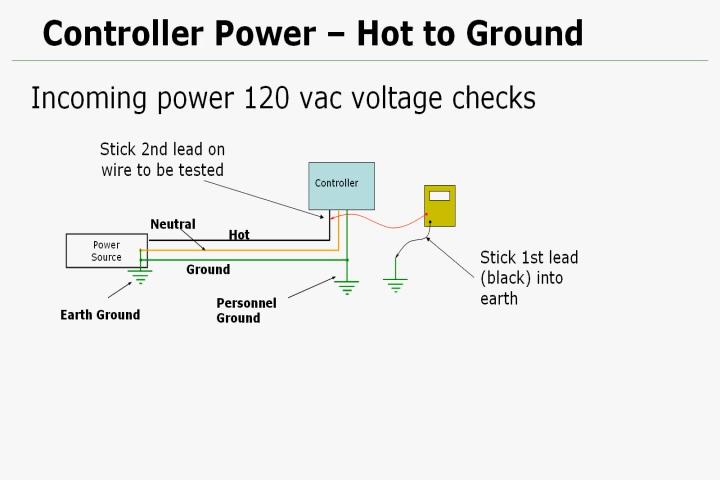 Controller Power – Hot to Ground
Incoming power 120 vac voltage checks
Stick 2nd lead on
wire to be tested
Controller
Neutral
Hot
Power
Source
Ground
Stick 1st lead
(black) into
earth
Personnel
Ground
Earth Ground